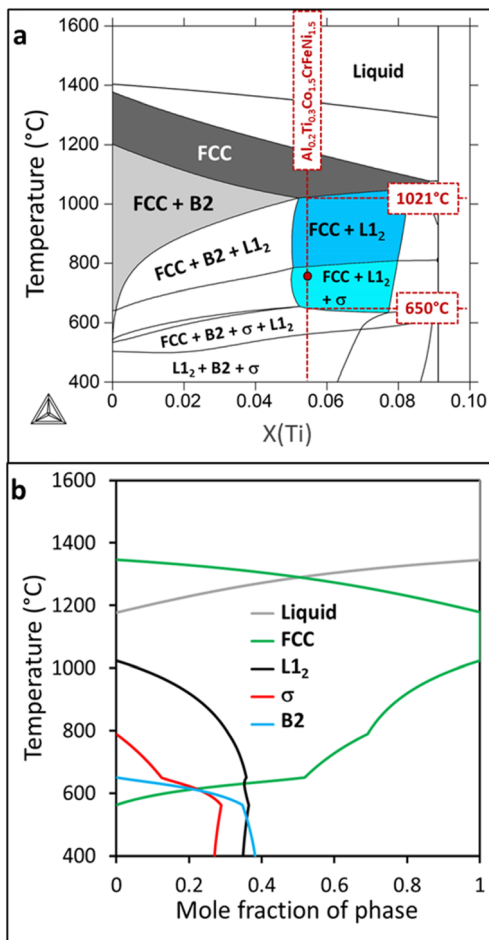 a
1600
1400
1200
1000
800
600
400
Temperature (°C)
Liquid
Al₀.₂Ti₀.₃Co₁.₅CrFeNi₁.₅
FCC
1021°C
FCC + B2
FCC + L1₂
FCC + B2 + L1₂
FCC + L1₂
+ σ
650°C
FCC + B2 + σ + L1₂
L1₂ + B2 + σ
0
0.02
0.04
0.06
0.08
0.10
X(Ti)
b
1600
1400
1200
1000
800
600
400
Temperature (°C)
Liquid
FCC
L1₂
σ
B2
0
0.2
0.4
0.6
0.8
1
Mole fraction of phase